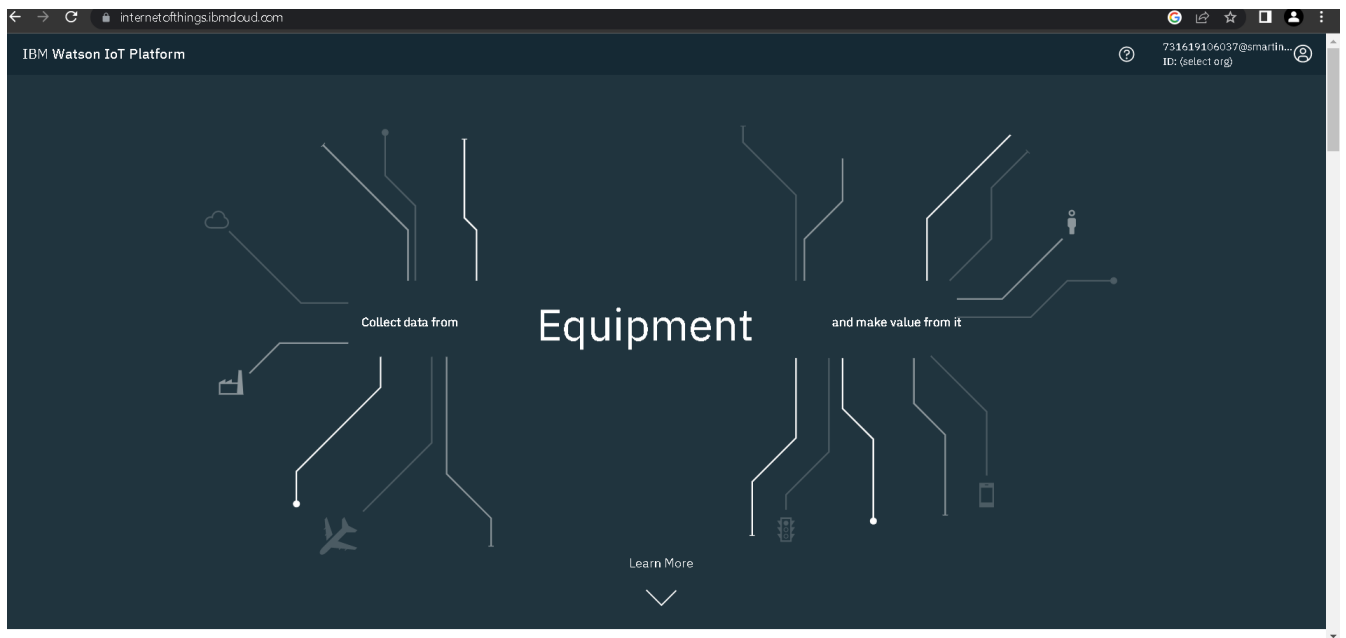 internetofthings.ibmcloud.com
IBM Watson IoT Platform
731619106037@smartin...
ID: (select org)
Collect data from
Equipment
and make value from it
Learn More